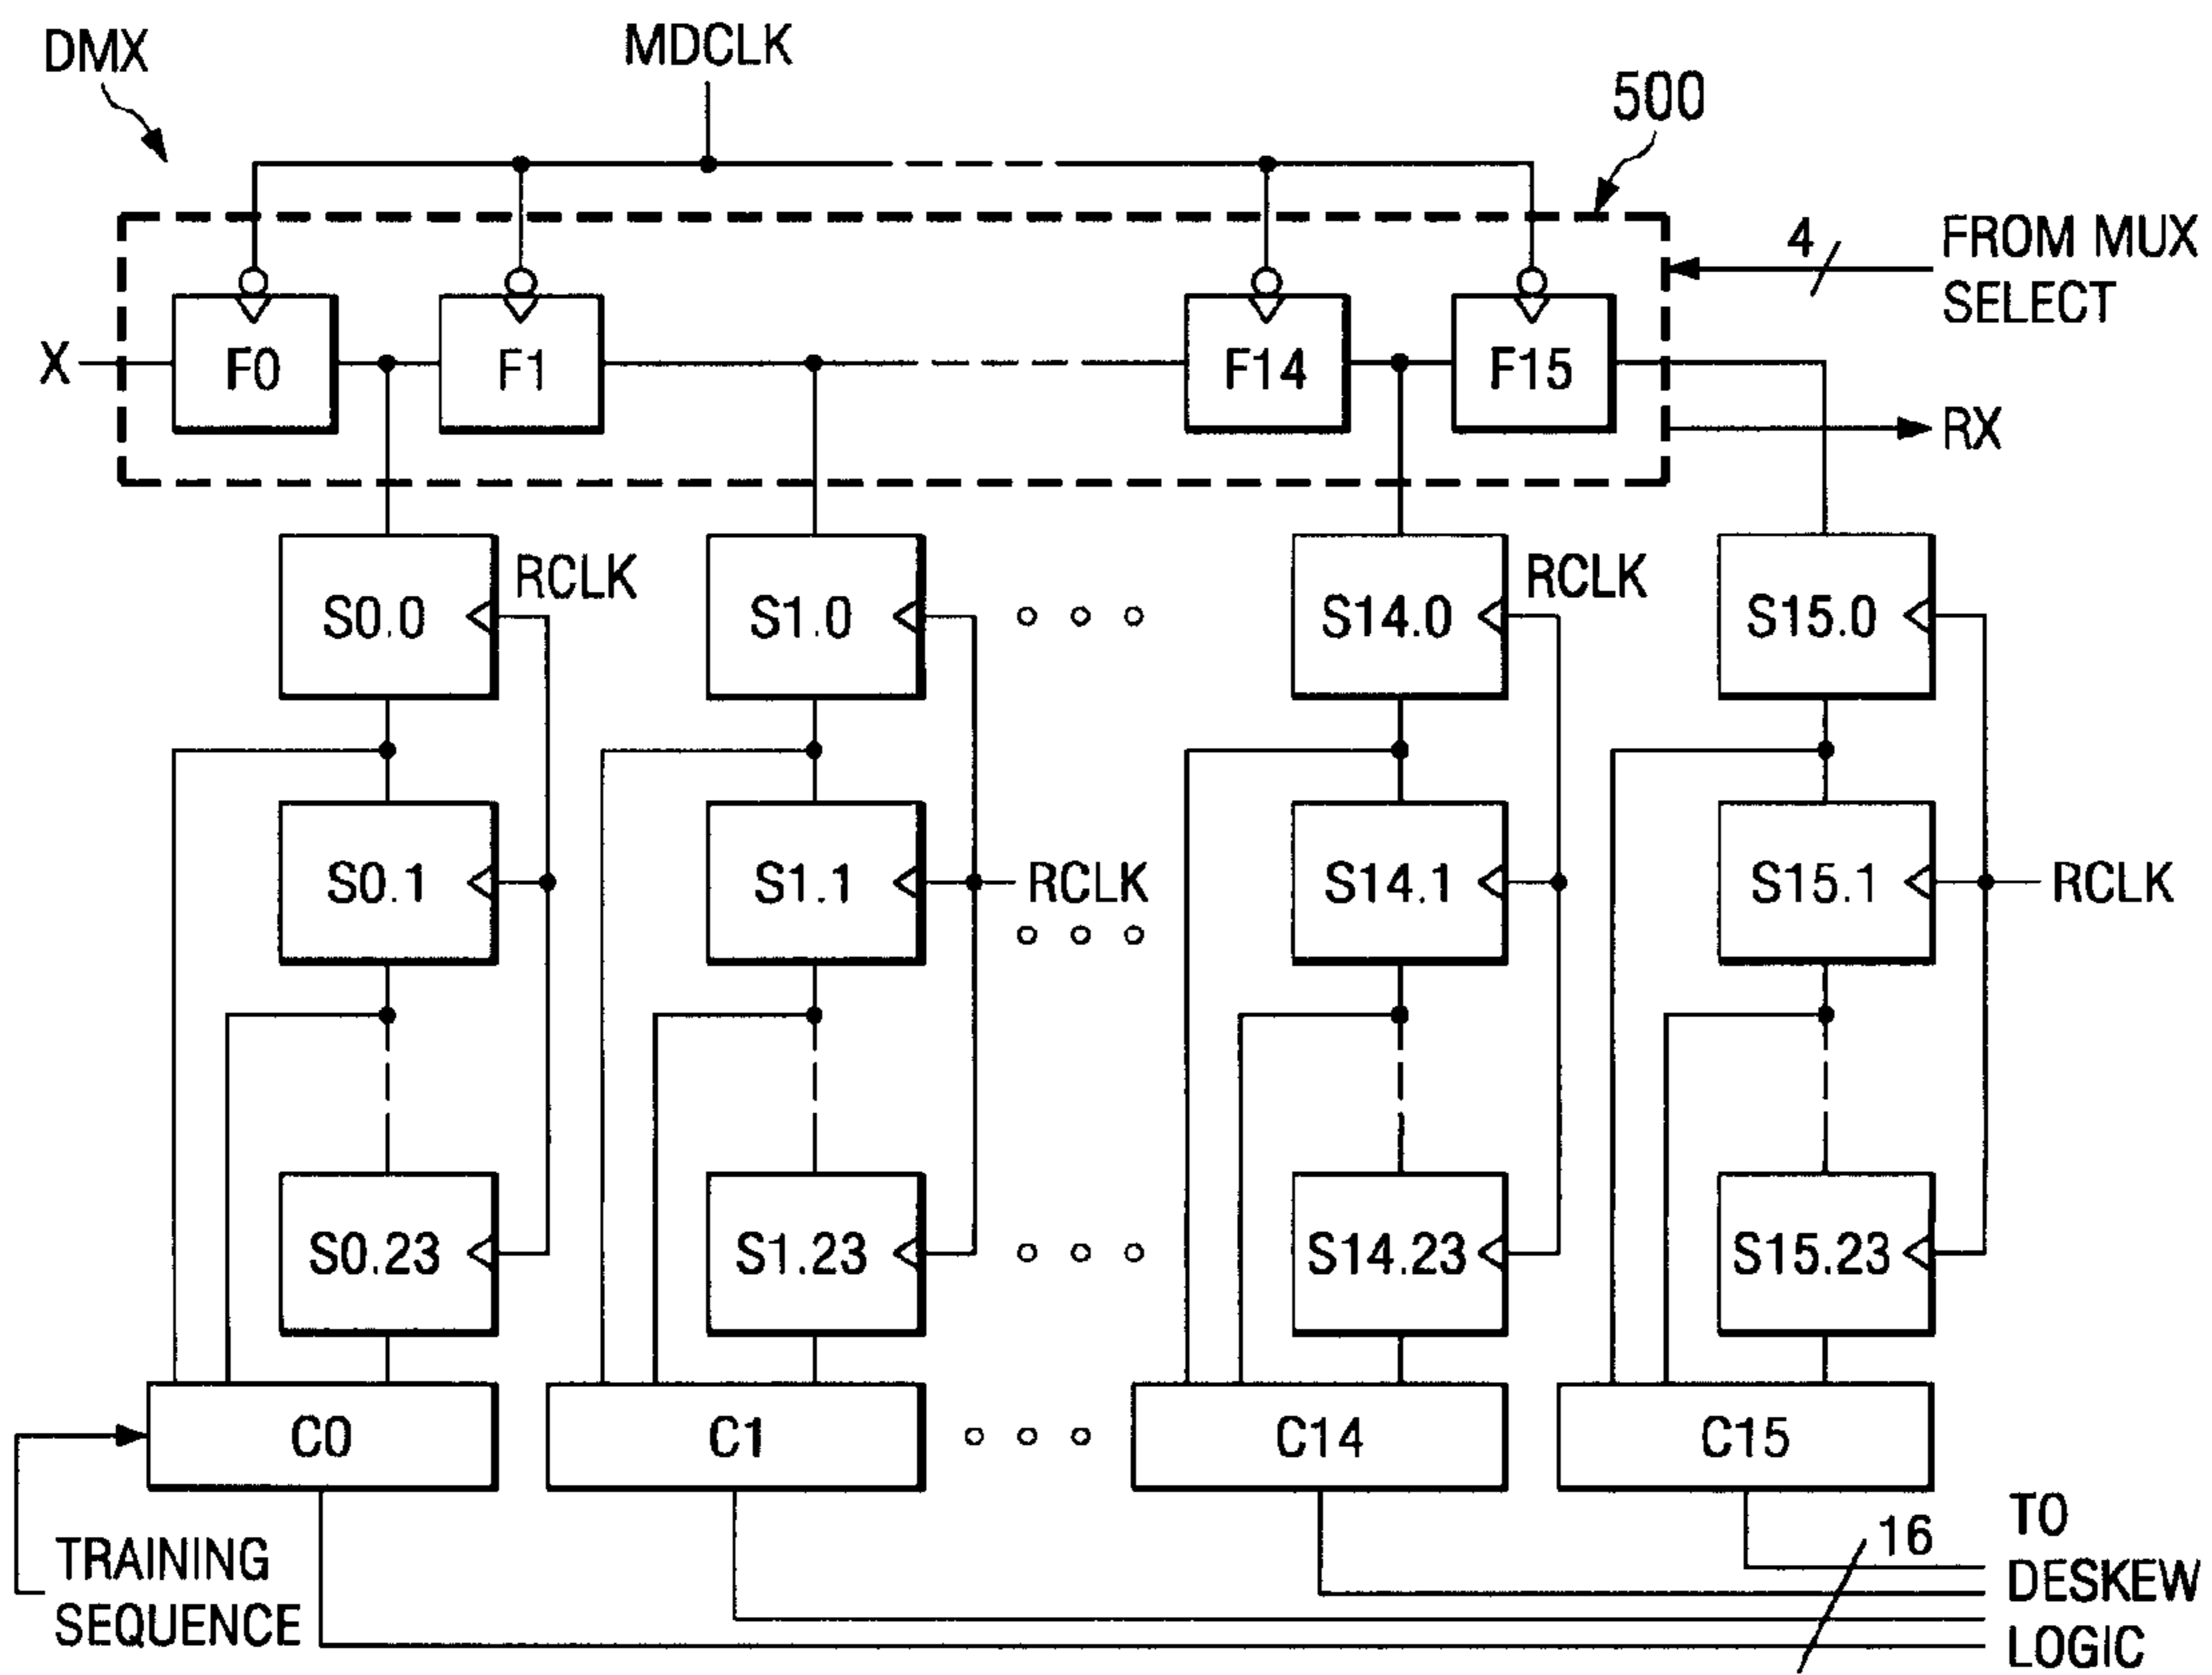 DMX
MDCLK
500
4
FROM MUX
SELECT
X
F0
F1
F14
F15
RX
S0.0
RCLK
S1.0
S14.0
RCLK
S15.0
S0.1
S1.1
RCLK
S14.1
S15.1
RCLK
S0.23
S1.23
S14.23
S15.23
C0
C1
C14
C15
TRAINING
SEQUENCE
16
TO
DESKEW
LOGIC